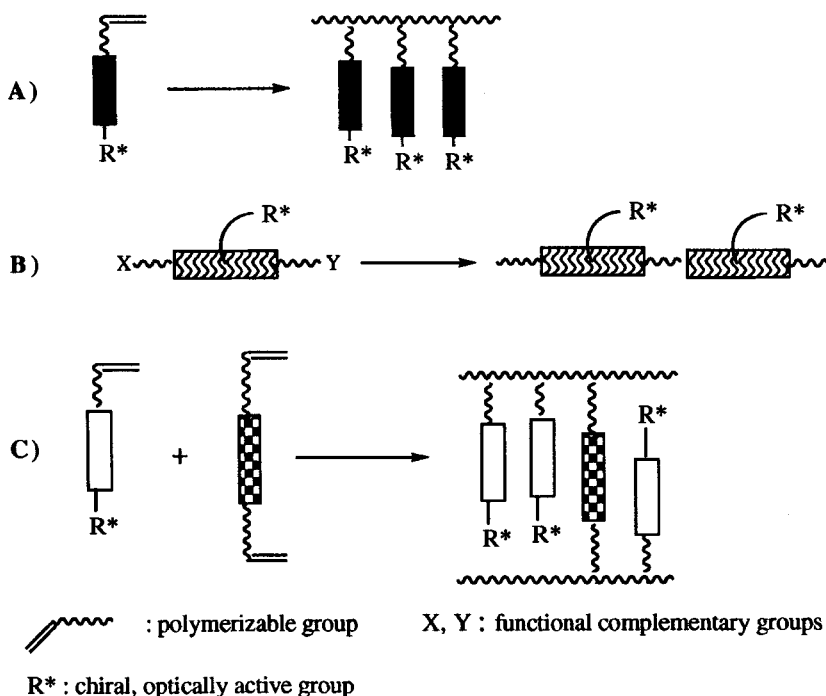 A)
R*
R* R* R*
B)
X
R*
Y
R*
R*
C)
R*
+
R*
R*
R*
R*
: polymerizable group
X, Y : functional complementary groups
R* : chiral, optically active group